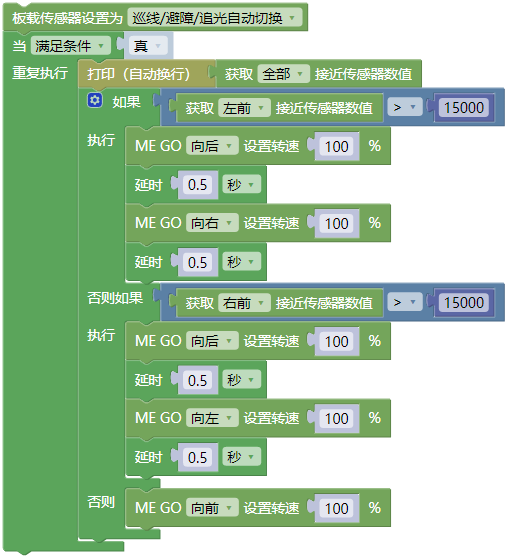 板载传感器设置为 巡线/避障/追光自动切换
当 满足条件 真
重复执行 打印（自动换行） 获取 全部 接近传感器数值
如果 获取 左前 接近传感器数值 > 15000
执行 ME GO 向后 设置转速 100 %
延时 0.5 秒
ME GO 向右 设置转速 100 %
延时 0.5 秒
否则如果 获取 右前 接近传感器数值 > 15000
执行 ME GO 向后 设置转速 100 %
延时 0.5 秒
ME GO 向左 设置转速 100 %
延时 0.5 秒
否则 ME GO 向前 设置转速 100 %